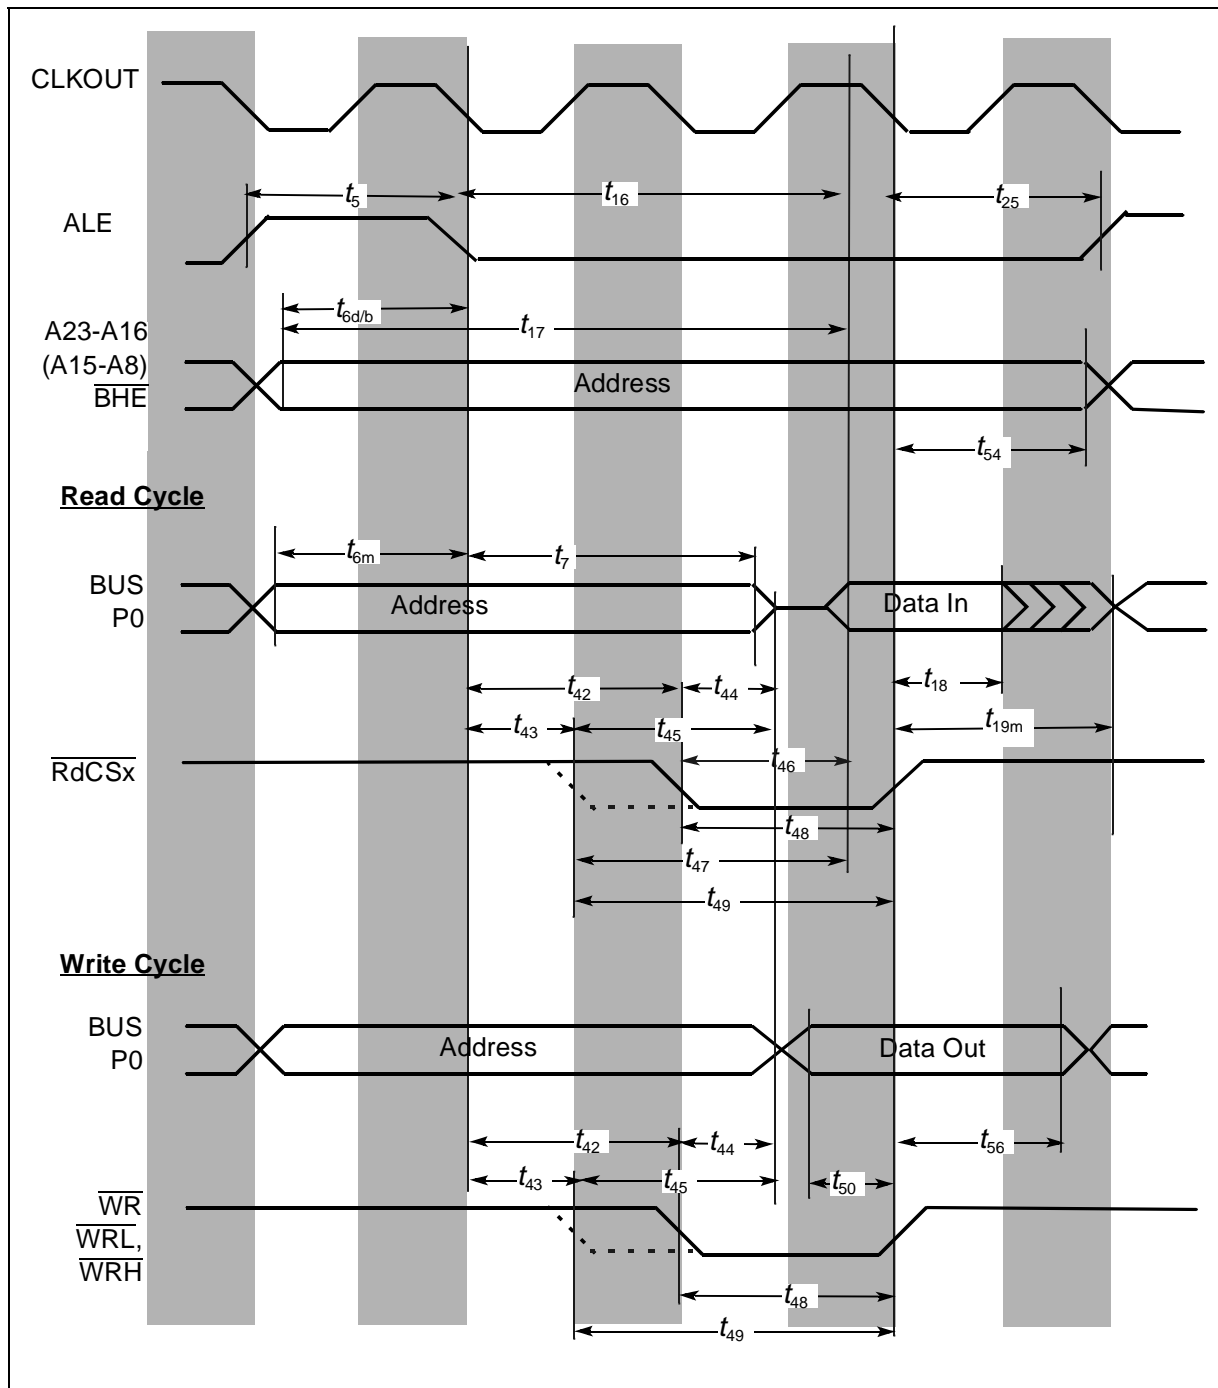 CLKOUT
t5
t16
t25
ALE
t6d/b
t17
A23-A16
(A15-A8)
BHE
Address
t54
Read Cycle
t6m
t7
BUS
P0
Address
Data In
t42
t44
t18
t43
t45
t19m
RdCSx
t46
t48
t47
t49
Write Cycle
BUS
P0
Address
Data Out
t42
t44
t56
t43
t45
t50
WR
WRL,
WRH
t48
t49